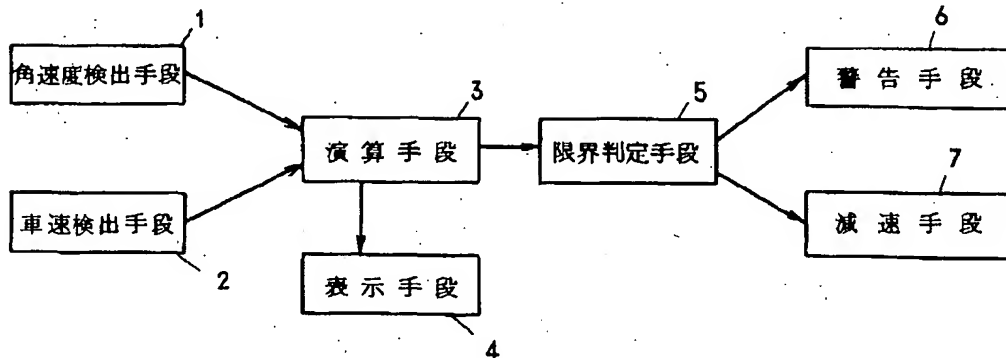 1
角速度検出手段
車速検出手段
2
3
演算手段
表示手段
4
5
限界判定手段
6
警告手段
7
減速手段